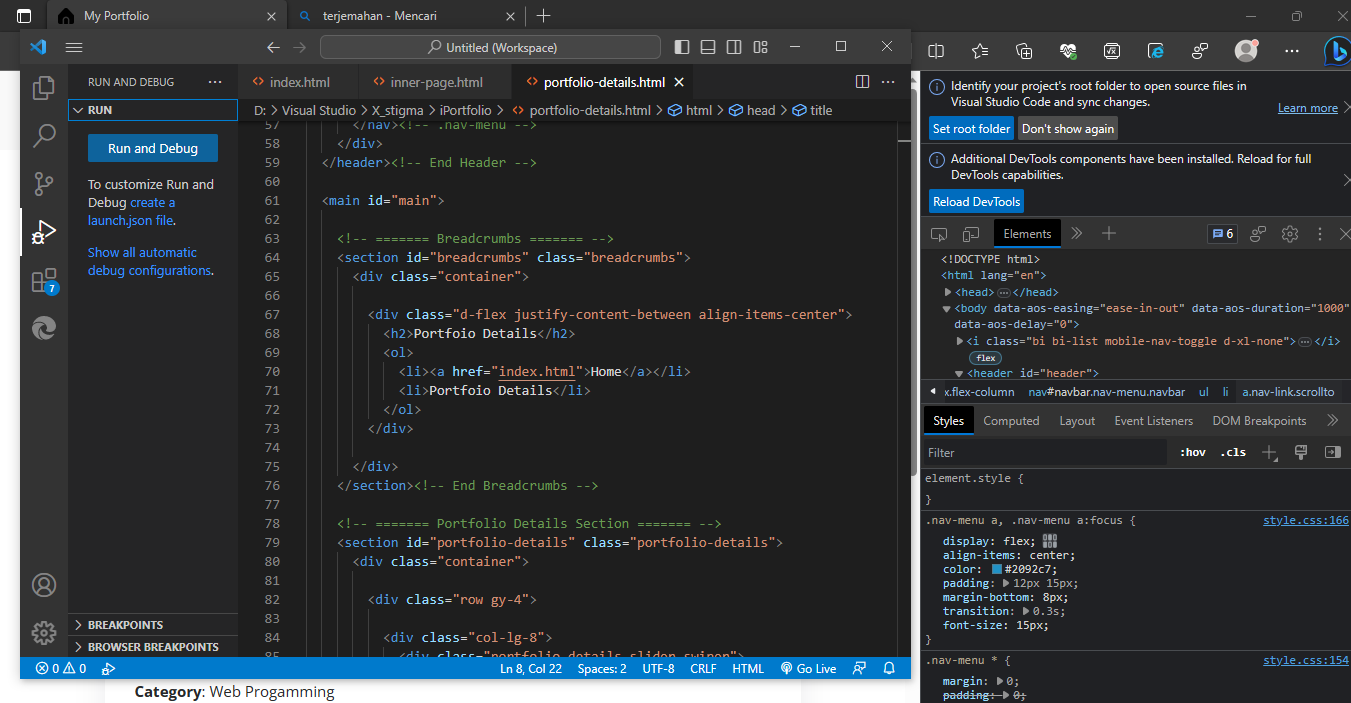 My Portfolio
terjemahan - Mencari
Untitled (Workspace)
RUN AND DEBUG
RUN
Run and Debug
To customize Run and
Debug create a
launch.json file.
Show all automatic
debug configurations.
7
BREAKPOINTS
BROWSER BREAKPOINTS
index.html
inner-page.html
portfolio-details.html
D: > Visual Studio > X_stigma > iPortfolio > portfolio-details.html > html > head > title
57 </nav><!-- .nav-menu -->
58 </div>
59 </header><!-- End Header -->
60
61 <main id="main">
62
63 <!-- ======= Breadcrumbs ======= -->
64 <section id="breadcrumbs" class="breadcrumbs">
65 <div class="container">
66
67 <div class="d-flex justify-content-between align-items-center">
68 <h2>Portfoio Details</h2>
69 <ol>
70 <li><a href="index.html">Home</a></li>
71 <li>Portfoio Details</li>
72 </ol>
73 </div>
74
75 </div>
76 </section><!-- End Breadcrumbs -->
77
78 <!-- ======= Portfolio Details Section ======= -->
79 <section id="portfolio-details" class="portfolio-details">
80 <div class="container">
81
82 <div class="row gy-4">
83
84 <div class="col-lg-8">
85 <div class="portfolio-details-slider swiper">
0 0
Ln 8, Col 22 Spaces: 2 UTF-8 CRLF HTML Go Live
Category: Web Progamming
Identify your project's root folder to open source files in
Visual Studio Code and sync changes.
Learn more
Set root folder
Don't show again
Additional DevTools components have been installed. Reload for full
DevTools capabilities.
Reload DevTools
Elements
6
<!DOCTYPE html>
<html lang="en">
<head>…</head>
<body data-aos-easing="ease-in-out" data-aos-duration="1000"
data-aos-delay="0">
<i class="bi bi-list mobile-nav-toggle d-xl-none">…</i>
flex
<header id="header">
x.flex-column nav#navbar.nav-menu.navbar ul li a.nav-link.scrollto
Styles Computed Layout Event Listeners DOM Breakpoints
Filter
:hov .cls
element.style {
}
.nav-menu a, .nav-menu a:focus { style.css:166
display: flex;
align-items: center;
color: #2092c7;
padding: 12px 15px;
margin-bottom: 8px;
transition: 0.3s;
font-size: 15px;
}
.nav-menu * { style.css:154
margin: 0;
padding: 0;